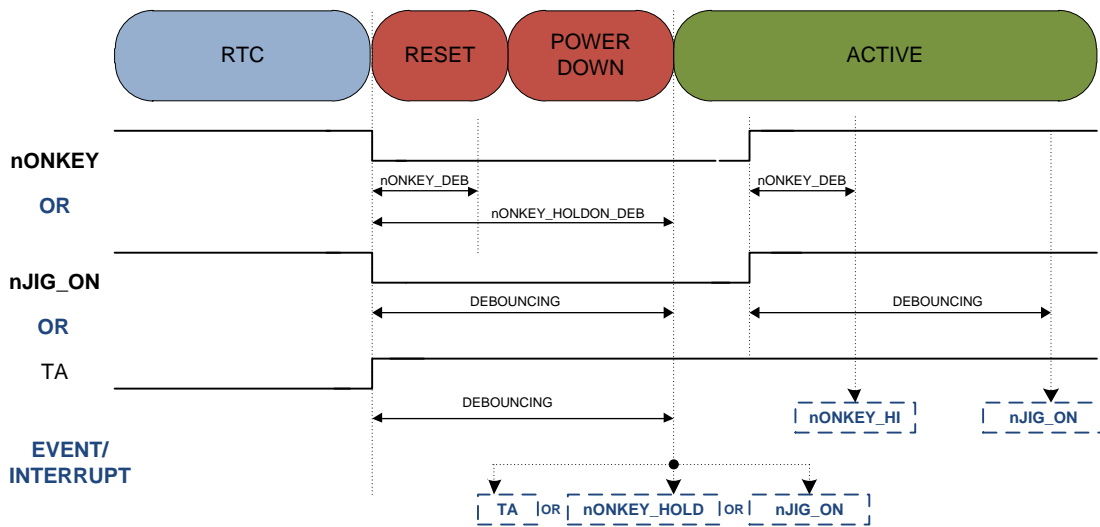 RTC
RESET
POWER
DOWN
ACTIVE
nONKEY
nONKEY_DEB
nONKEY_DEB
OR
nONKEY_HOLDON_DEB
nJIG_ON
DEBOUNCING
DEBOUNCING
OR
TA
DEBOUNCING
nONKEY_HI
nJIG_ON
EVENT/
INTERRUPT
TA OR nONKEY_HOLD OR nJIG_ON